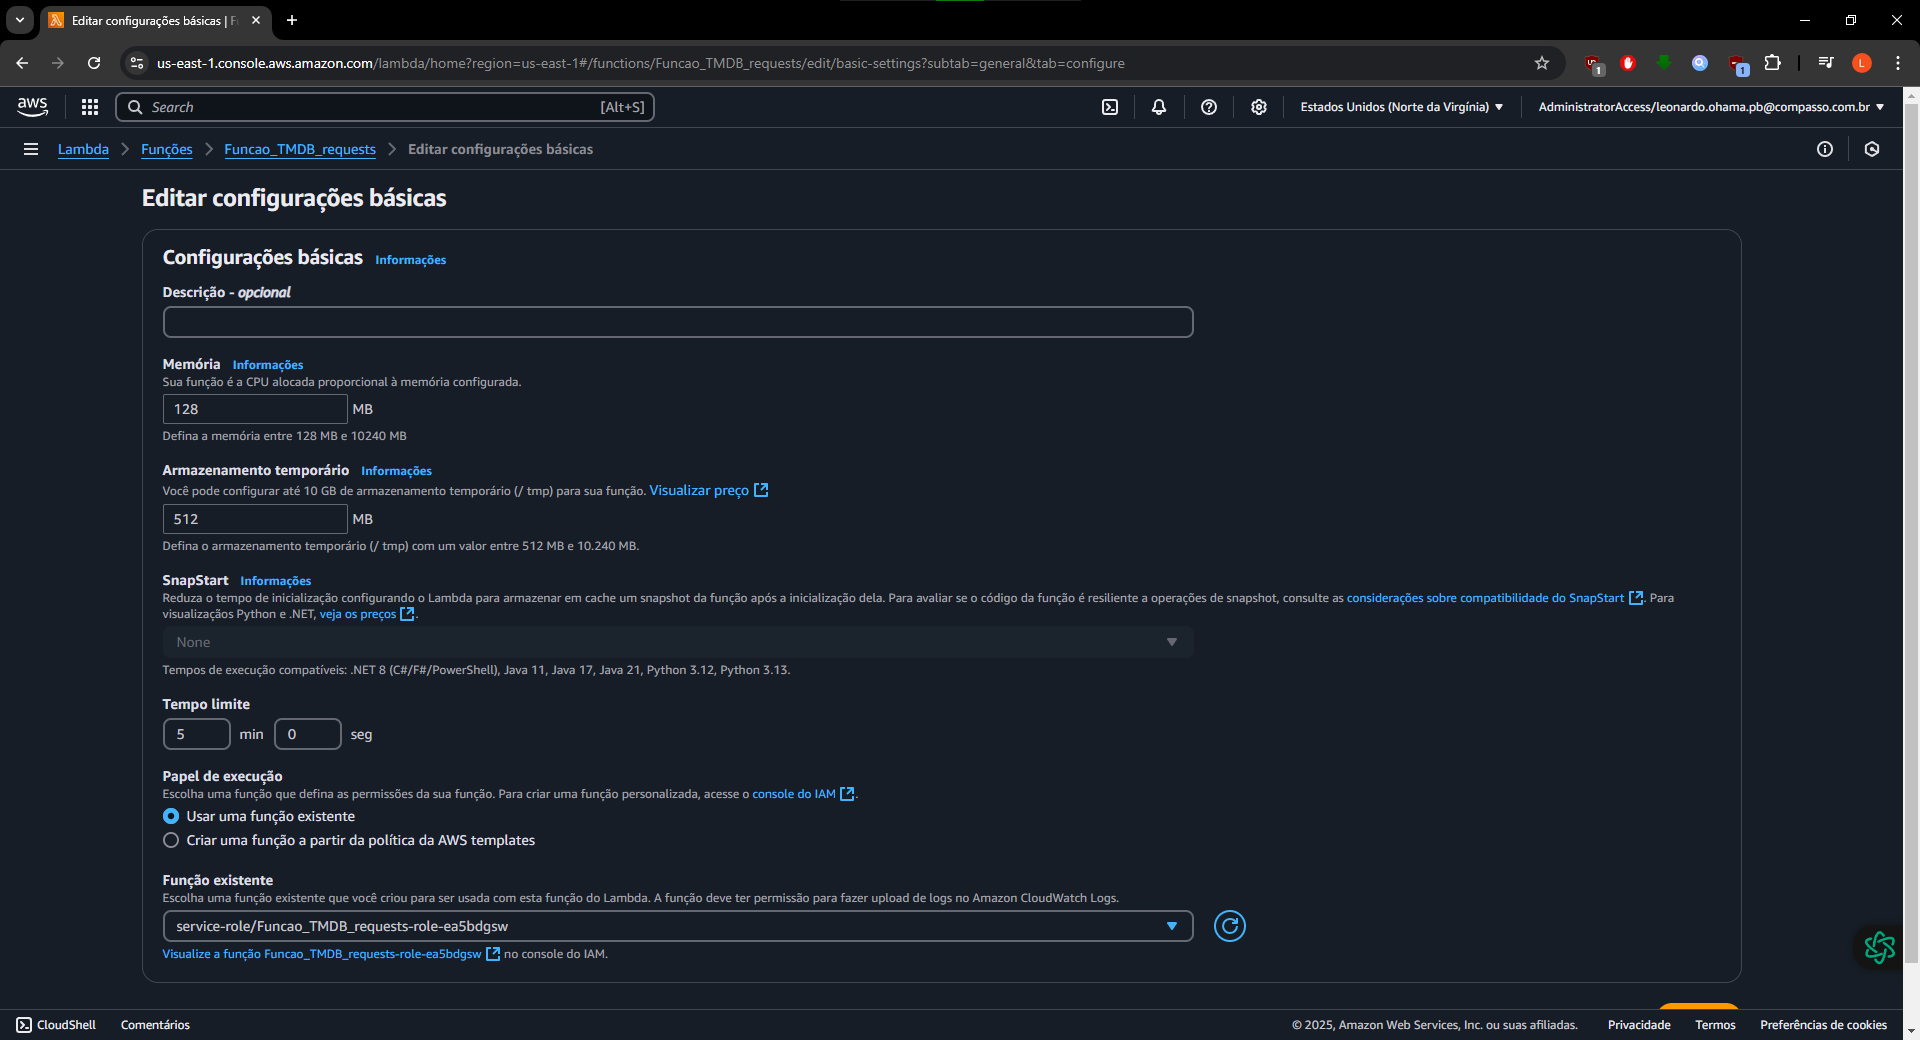 Editar configurações básicas | F
us-east-1.console.aws.amazon.com/lambda/home?region=us-east-1#/functions/Funcao_TMDB_requests/edit/basic-settings?subtab=general&tab=configure
1
1
L
aws
Search
[Alt+S]
Estados Unidos (Norte da Virgínia)
AdministratorAccess/leonardo.ohama.pb@compasso.com.br
Lambda
Funções
Funcao_TMDB_requests
Editar configurações básicas
Editar configurações básicas
Configurações básicas Informações
Descrição - opcional
Memória Informações
Sua função é a CPU alocada proporcional à memória configurada.
128 MB
Defina a memória entre 128 MB e 10240 MB
Armazenamento temporário Informações
Você pode configurar até 10 GB de armazenamento temporário (/ tmp) para sua função. Visualizar preço
512 MB
Defina o armazenamento temporário (/ tmp) com um valor entre 512 MB e 10.240 MB.
SnapStart Informações
Reduza o tempo de inicialização configurando o Lambda para armazenar em cache um snapshot da função após a inicialização dela. Para avaliar se o código da função é resiliente a operações de snapshot, consulte as considerações sobre compatibilidade do SnapStart . Para
visualizações Python e .NET, veja os preços .
None
Tempos de execução compatíveis: .NET 8 (C#/F#/PowerShell), Java 11, Java 17, Java 21, Python 3.12, Python 3.13.
Tempo limite
5 min 0 seg
Papel de execução
Escolha uma função que defina as permissões da sua função. Para criar uma função personalizada, acesse o console do IAM .
Usar uma função existente
Criar uma função a partir da política da AWS templates
Função existente
Escolha uma função existente que você criou para ser usada com esta função do Lambda. A função deve ter permissão para fazer upload de logs no Amazon CloudWatch Logs.
service-role/Funcao_TMDB_requests-role-ea5bdgsw
Visualize a função Funcao_TMDB_requests-role-ea5bdgsw no console do IAM.
CloudShell
Comentários
© 2025, Amazon Web Services, Inc. ou suas afiliadas.
Privacidade
Termos
Preferências de cookies